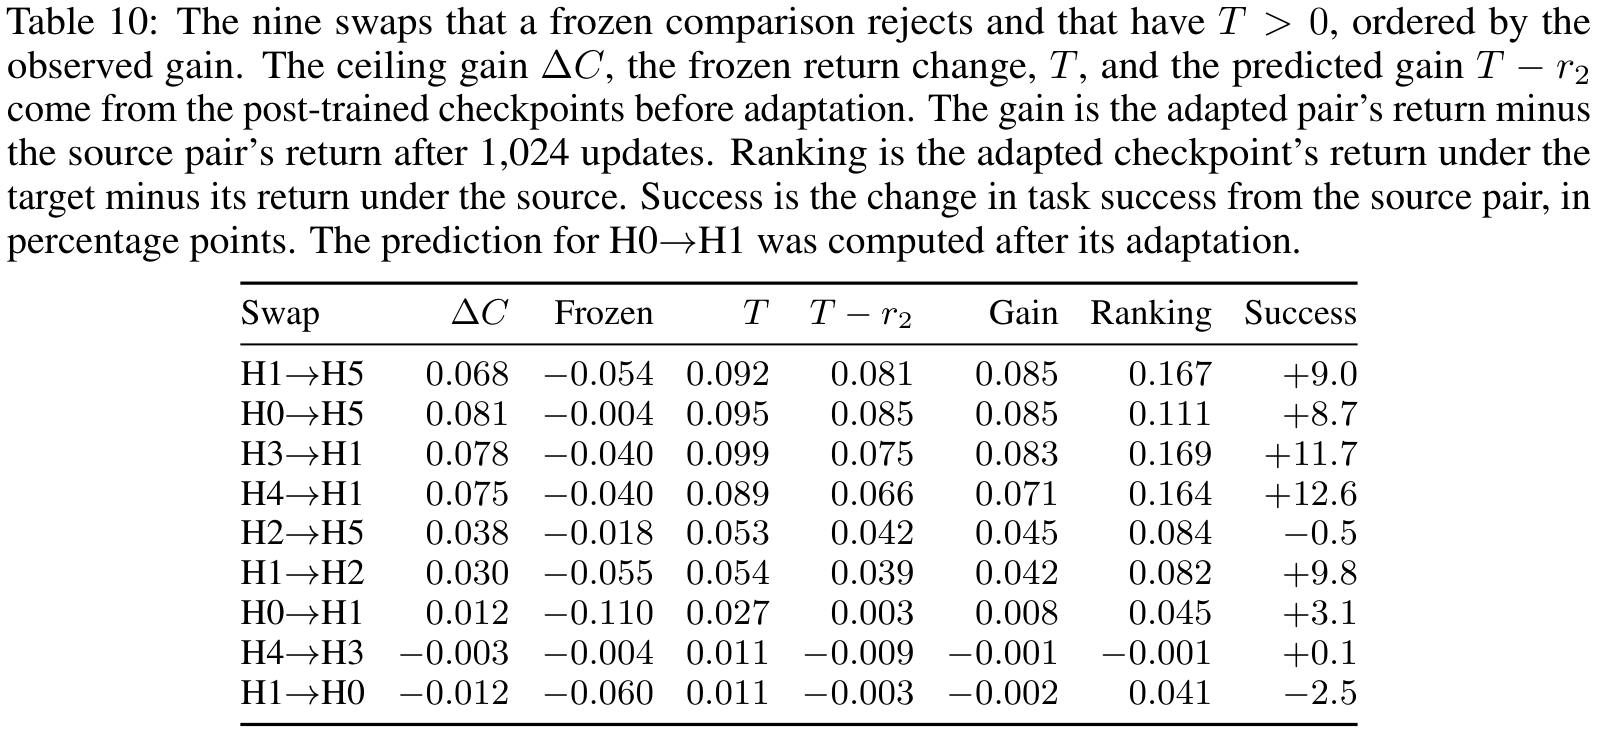 Table 10: The nine swaps that a frozen comparison rejects and that have T > 0, ordered by the
observed gain. The ceiling gain ΔC, the frozen return change, T, and the predicted gain T − r₂
come from the post-trained checkpoints before adaptation. The gain is the adapted pair's return minus
the source pair's return after 1,024 updates. Ranking is the adapted checkpoint's return under the
target minus its return under the source. Success is the change in task success from the source pair, in
percentage points. The prediction for H0→H1 was computed after its adaptation.
Swap ΔC Frozen T T − r₂ Gain Ranking Success
H1→H5 0.068 −0.054 0.092 0.081 0.085 0.167 +9.0
H0→H5 0.081 −0.004 0.095 0.085 0.085 0.111 +8.7
H3→H1 0.078 −0.040 0.099 0.075 0.083 0.169 +11.7
H4→H1 0.075 −0.040 0.089 0.066 0.071 0.164 +12.6
H2→H5 0.038 −0.018 0.053 0.042 0.045 0.084 −0.5
H1→H2 0.030 −0.055 0.054 0.039 0.042 0.082 +9.8
H0→H1 0.012 −0.110 0.027 0.003 0.008 0.045 +3.1
H4→H3 −0.003 −0.004 0.011 −0.009 −0.001 −0.001 +0.1
H1→H0 −0.012 −0.060 0.011 −0.003 −0.002 0.041 −2.5